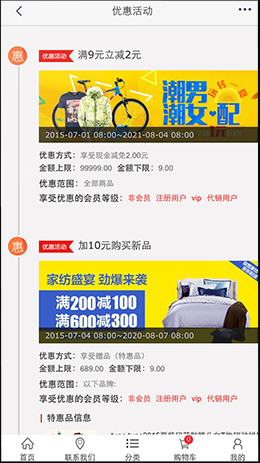 优惠活动
惠
优惠活动 满9元立减2元
潮男
潮女·配
2015-07-01 08:00~2021-08-04 08:00
优惠方式： 享受现金减免2.00元
金额上限： 99999.00 金额下限： 9.00
优惠范围： 全部商品
享受优惠的会员等级： 非会员 注册用户 vip 代销用户
惠
优惠活动 加10元购买新品
家纺盛宴 劲爆来袭
满200减100
满600减300
2015-07-04 08:00~2020-08-07 08:00
优惠方式： 享受赠品（特惠品）
金额上限： 689.00 金额下限： 9.00
优惠范围： 以下品牌:
享受优惠的会员等级： 非会员 注册用户 vip 代销用户
特惠品信息
首页 联系我们 分类 0 购物车 我的